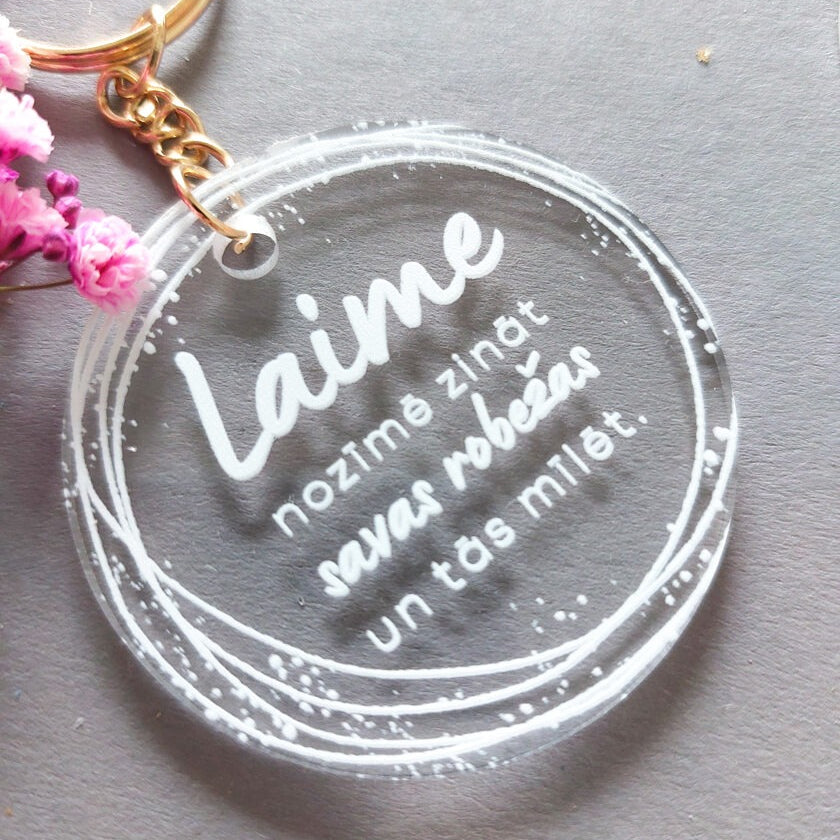 Laime
nozīmē zināt
savas robežas
un tās mīlēt.